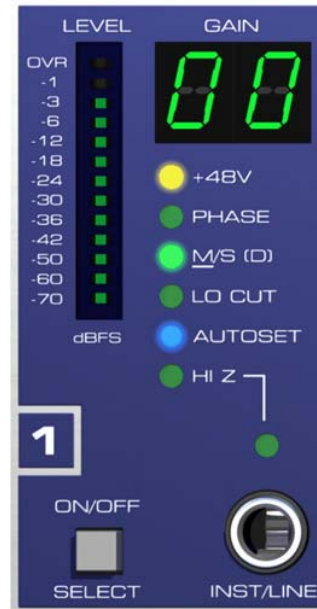 LEVEL
GAIN
OVR
-1
-3
-6
-12
-18
-24
-30
-36
-42
-50
-60
-70
dBFS
00
+48V
PHASE
M/S (D)
LO CUT
AUTOSET
HI Z
1
ON/OFF
SELECT
INST/LINE